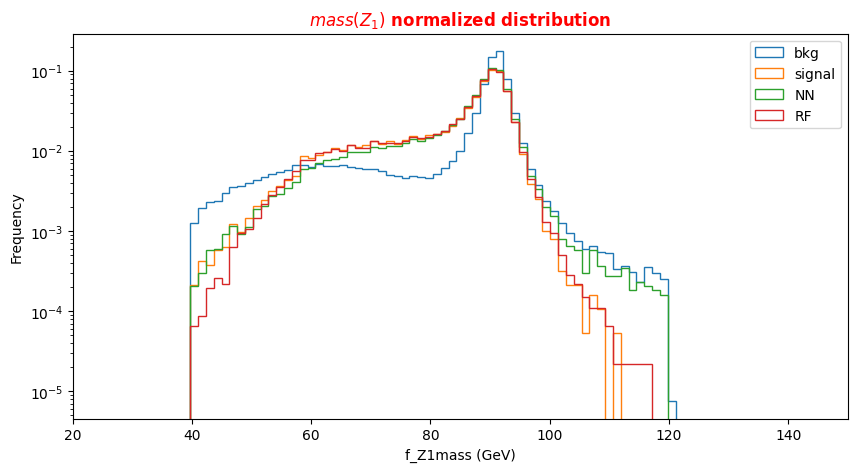 mass(Z₁) normalized distribution
bkg
signal
NN
RF
Frequency
10⁻¹
10⁻²
10⁻³
10⁻⁴
10⁻⁵
20 40 60 80 100 120 140
f_Z1mass (GeV)